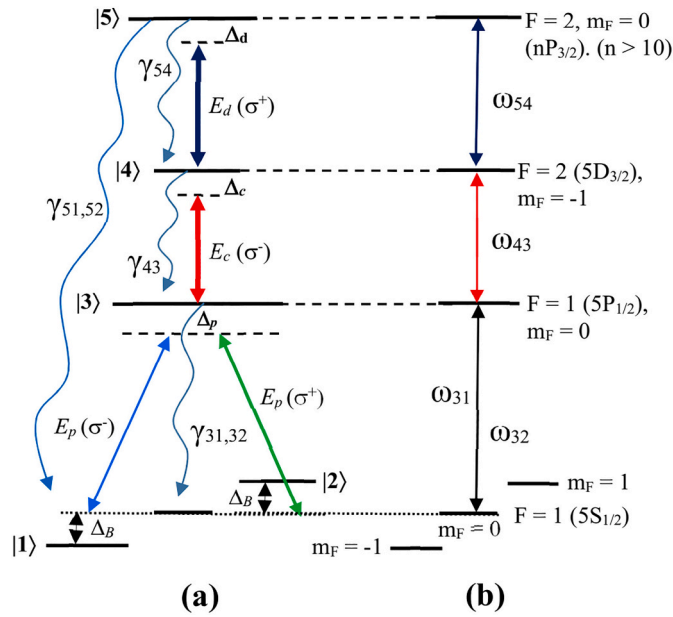 |5⟩
Δd
F = 2, mF = 0
(nP3/2). (n > 10)
γ54
Ed (σ+)
ω54
|4⟩
F = 2 (5D3/2),
mF = -1
Δc
γ51,52
γ43
Ec (σ-)
ω43
|3⟩
F = 1 (5P1/2),
mF = 0
Δp
Ep (σ-)
Ep (σ+)
γ31,32
ω31
ω32
|2⟩
mF = 1
ΔB
ΔB
mF = 0
F = 1 (5S1/2)
|1⟩
mF = -1
(a)
(b)